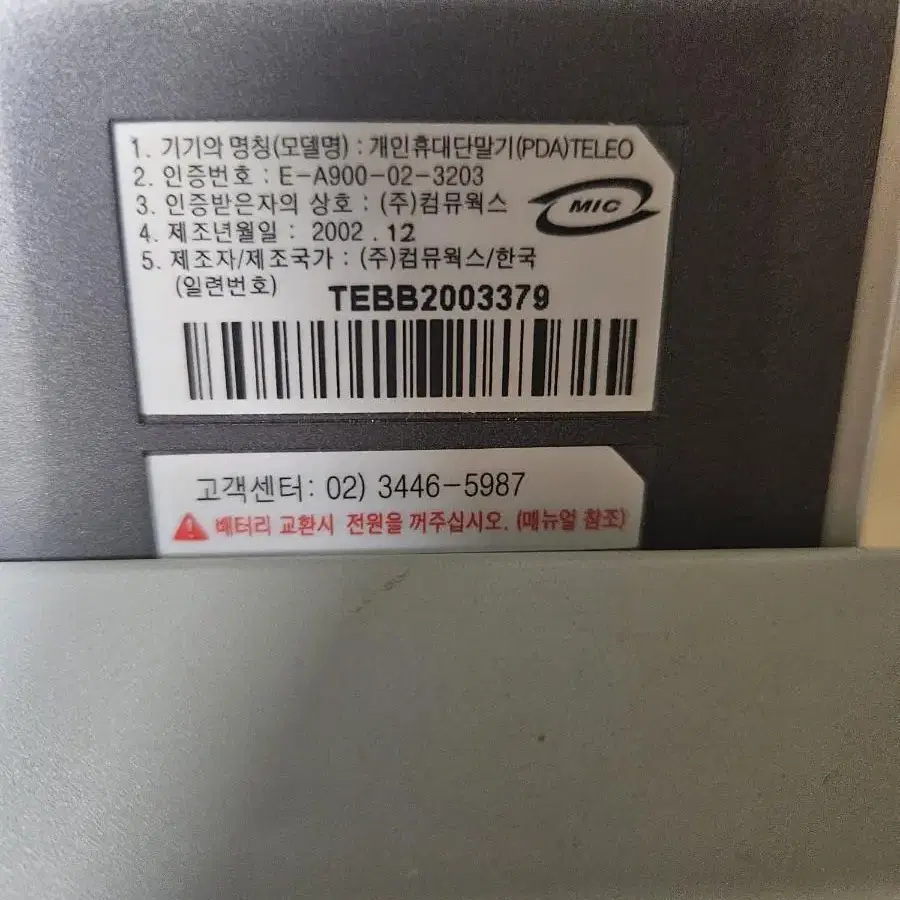 1. 기기의 명칭(모델명) : 개인휴대단말기(PDA)TELEO
2. 인증번호 : E-A900-02-3203
3. 인증받은자의 상호 : (주)컴뮤웍스
MIC
4. 제조년월일 : 2002 . 12
5. 제조자/제조국가 : (주)컴뮤웍스/한국
(일련번호) TEBB2003379
고객센터: 02) 3446-5987
배터리 교환시 전원을 꺼주십시오. (매뉴얼 참조)